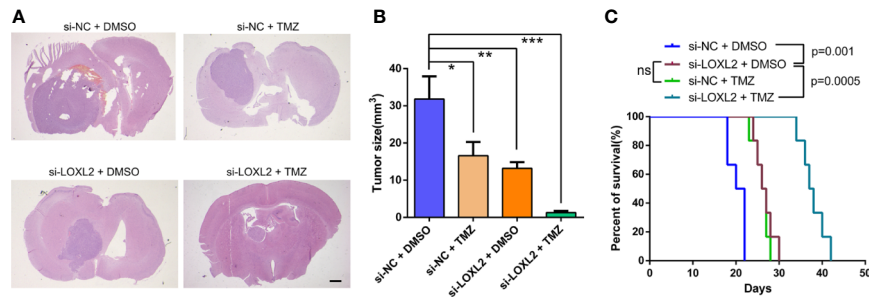 A
si-NC + DMSO
si-NC + TMZ
si-LOXL2 + DMSO
si-LOXL2 + TMZ
B
***
**
*
Tumor size(mm³)
40
30
20
10
0
si-NC + DMSO
si-NC + TMZ
si-LOXL2 + DMSO
si-LOXL2 + TMZ
C
si-NC + DMSO
p=0.001
ns
si-LOXL2 + DMSO
si-NC + TMZ
p=0.0005
si-LOXL2 + TMZ
Percent of survival(%)
100
80
60
40
20
0
0 10 20 30 40 50
Days